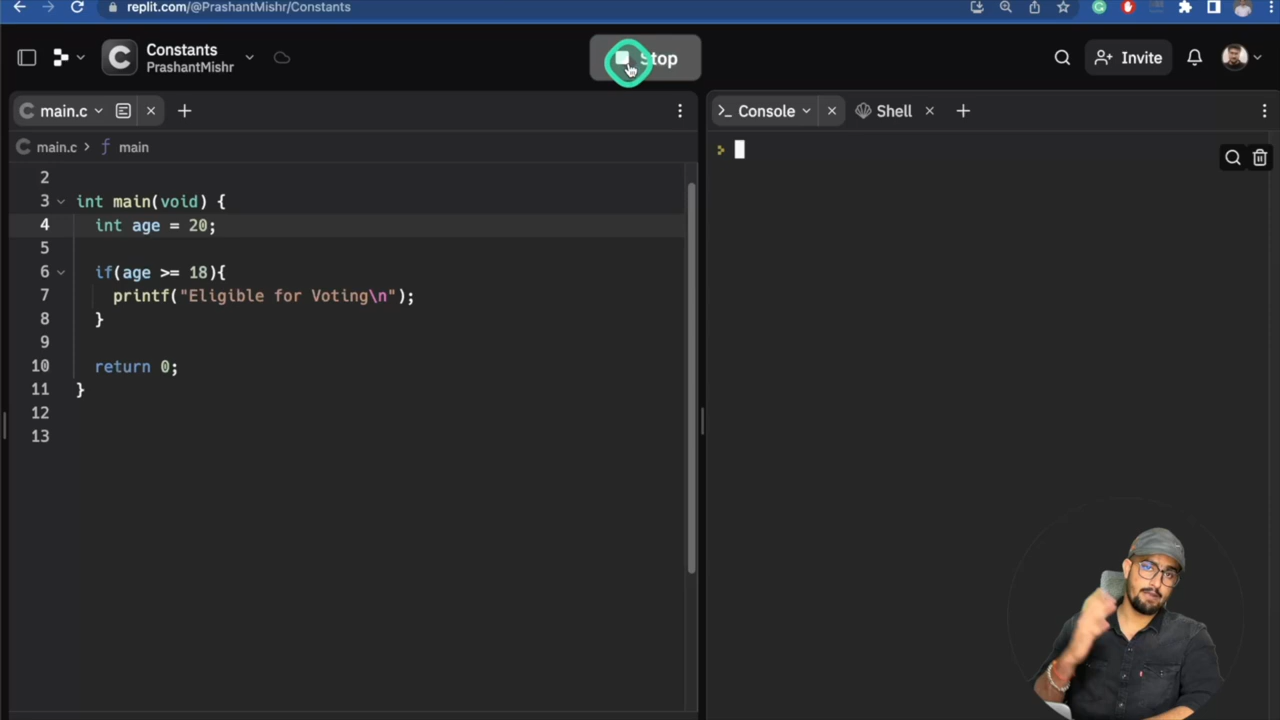 replit.com/@PrashantMishr/Constants
Constants
PrashantMishr
Stop
Invite
main.c
Console
Shell
main.c > main
>
2
3 int main(void) {
4 int age = 20;
5
6 if(age >= 18){
7 printf("Eligible for Voting\n");
8 }
9
10 return 0;
11 }
12
13